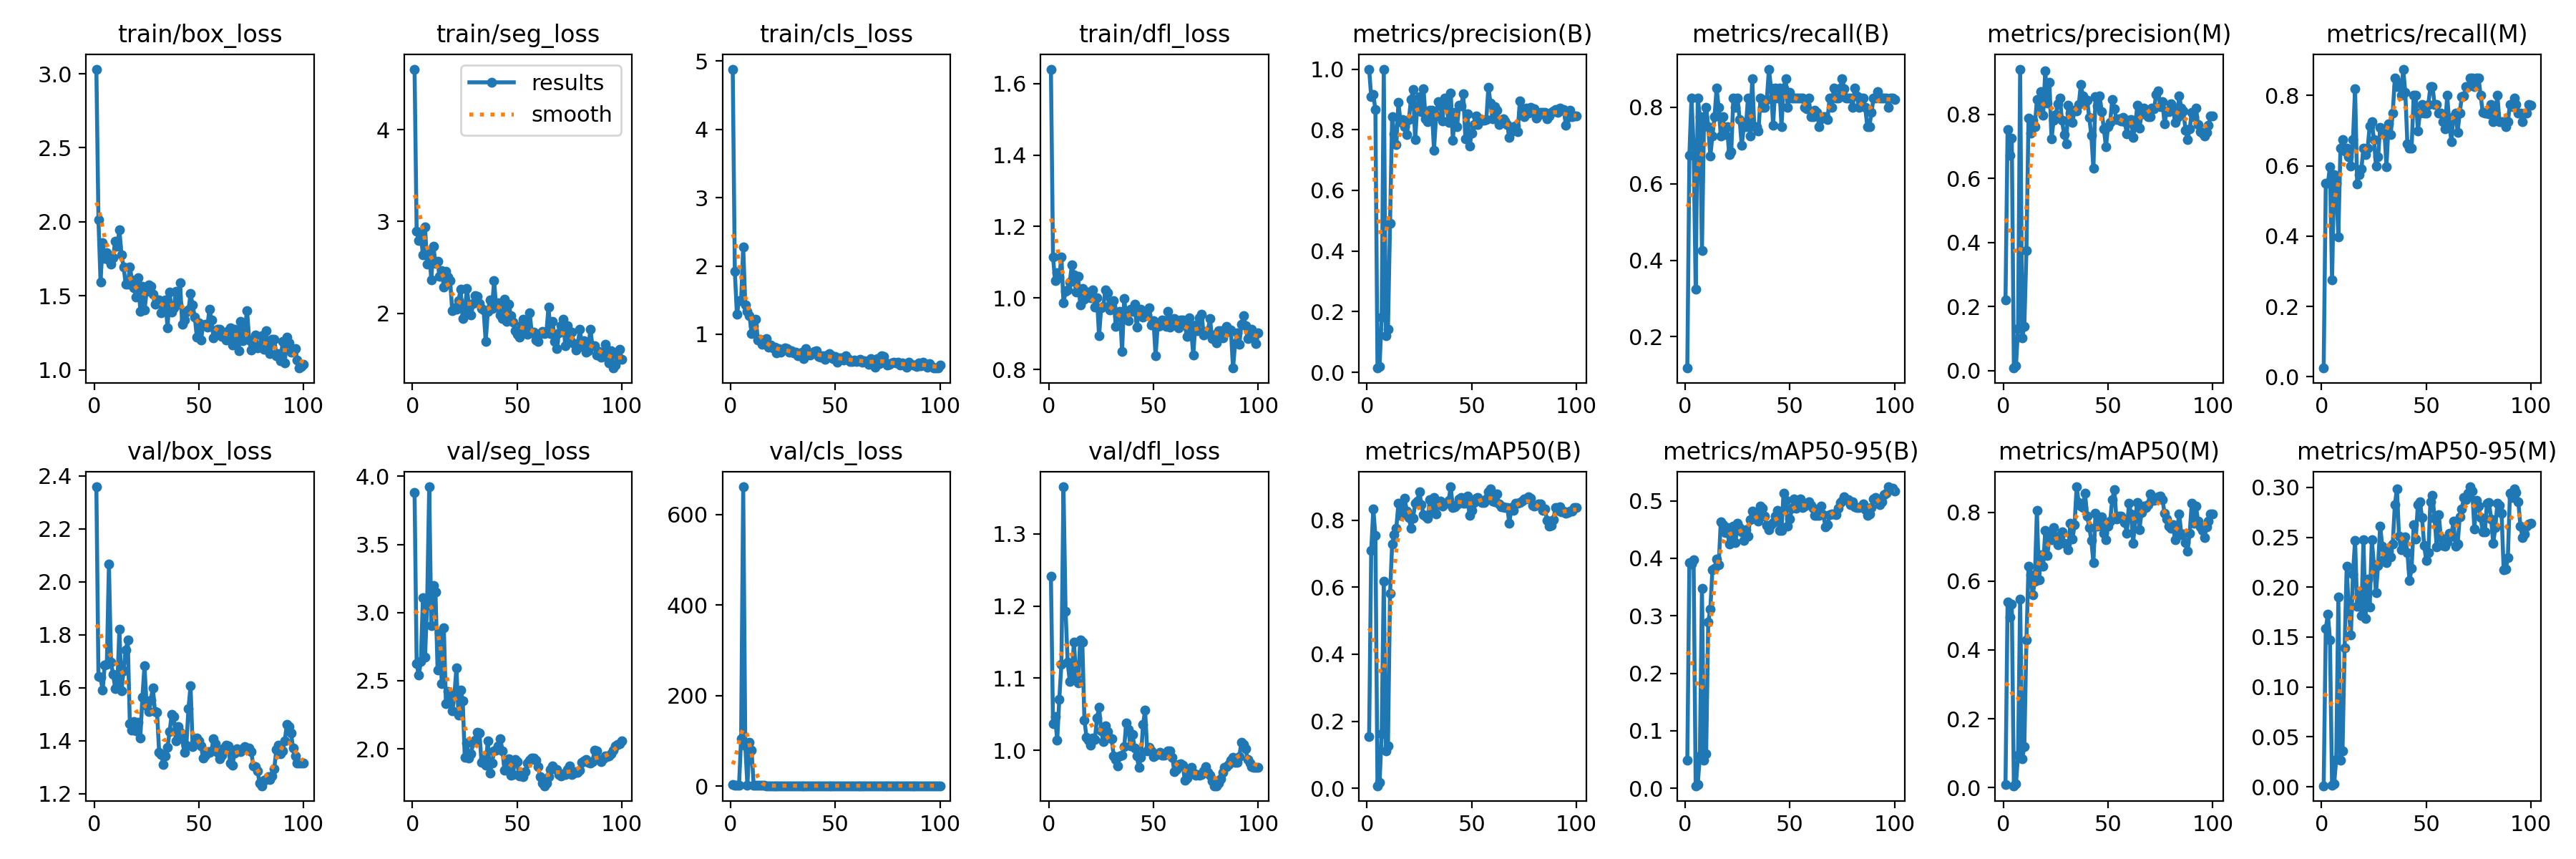 train/box_loss
train/seg_loss
train/cls_loss
train/dfl_loss
metrics/precision(B)
metrics/recall(B)
metrics/precision(M)
metrics/recall(M)
results
smooth
3.0
2.5
2.0
1.5
1.0
0 50 100
4
3
2
0 50 100
5
4
3
2
1
0 50 100
1.6
1.4
1.2
1.0
0.8
0 50 100
1.0
0.8
0.6
0.4
0.2
0.0
0 50 100
0.8
0.6
0.4
0.2
0 50 100
0.8
0.6
0.4
0.2
0.0
0 50 100
0.8
0.6
0.4
0.2
0.0
0 50 100
val/box_loss
val/seg_loss
val/cls_loss
val/dfl_loss
metrics/mAP50(B)
metrics/mAP50-95(B)
metrics/mAP50(M)
metrics/mAP50-95(M)
2.4
2.2
2.0
1.8
1.6
1.4
1.2
0 50 100
4.0
3.5
3.0
2.5
2.0
0 50 100
600
400
200
0
0 50 100
1.3
1.2
1.1
1.0
0 50 100
0.8
0.6
0.4
0.2
0.0
0 50 100
0.5
0.4
0.3
0.2
0.1
0.0
0 50 100
0.8
0.6
0.4
0.2
0.0
0 50 100
0.30
0.25
0.20
0.15
0.10
0.05
0.00
0 50 100